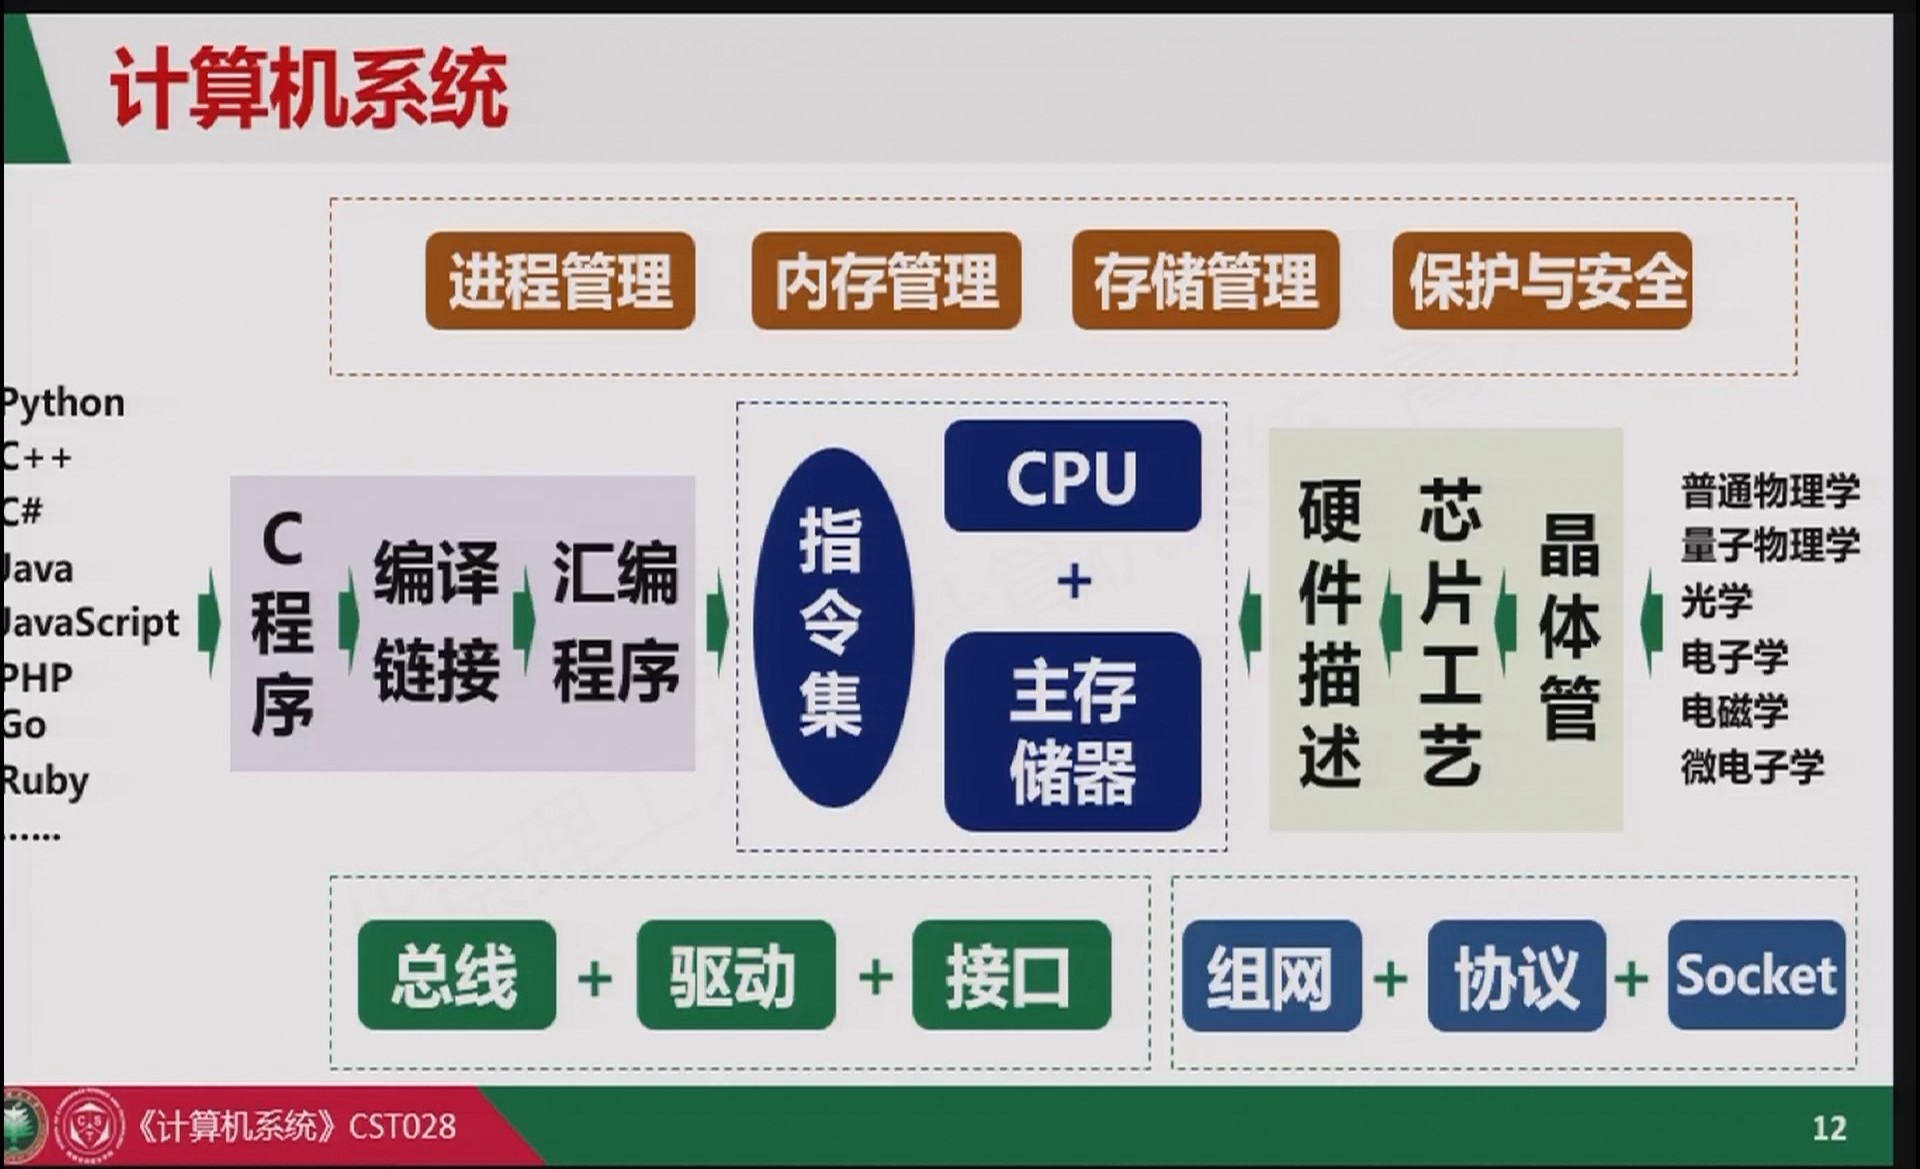 计算机系统
进程管理
内存管理
存储管理
保护与安全
Python
C++
C#
Java
JavaScript
PHP
Go
Ruby
......
C程序
编译
链接
汇编
程序
指令集
CPU
+
主存
储器
硬件描述
芯片工艺
晶体管
普通物理学
量子物理学
光学
电子学
电磁学
微电子学
总线 + 驱动 + 接口
组网 + 协议 + Socket
《计算机系统》CST028
12